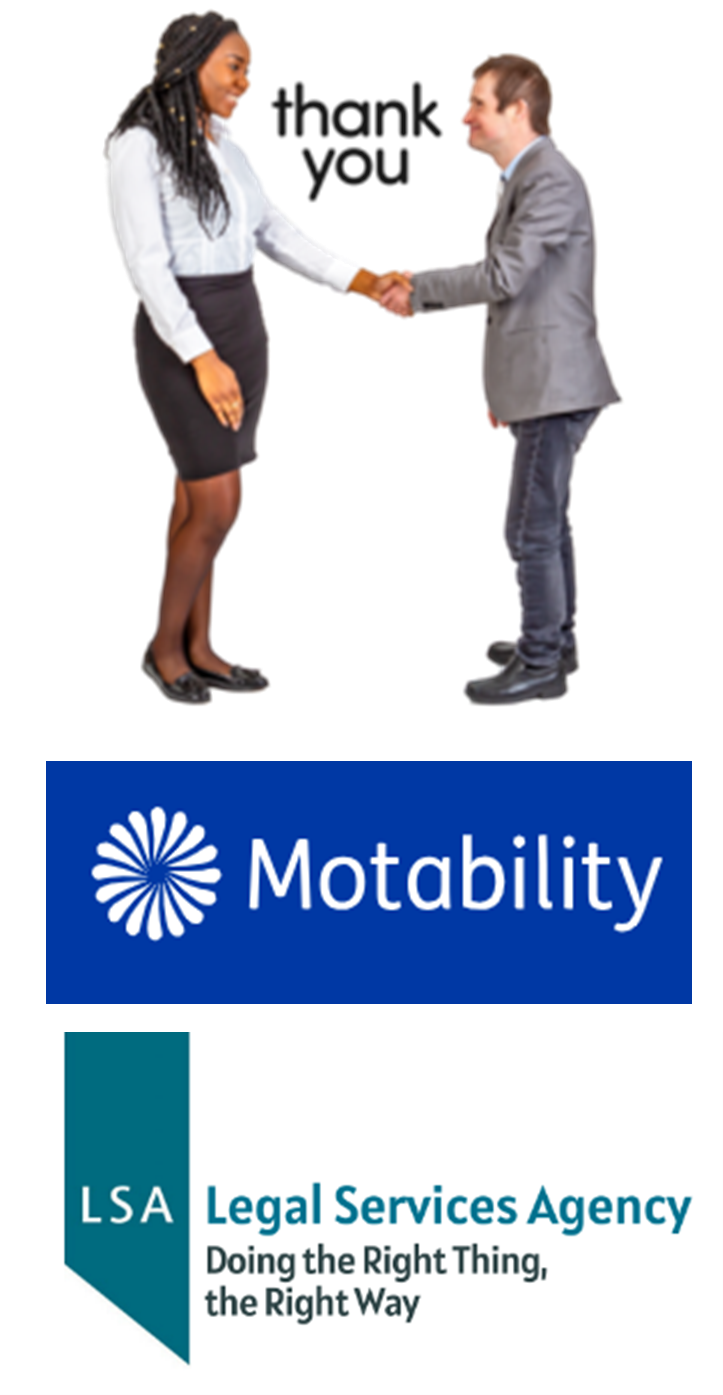 thank
you
Motability
LSA
Legal Services Agency
Doing the Right Thing,
the Right Way